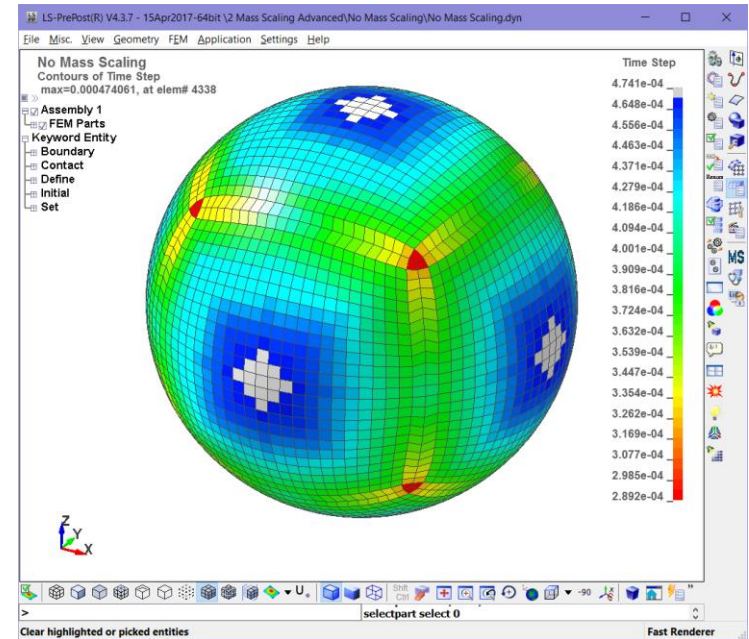 LS-PrePost(R) V4.3.7 - 15Apr2017-64bit \2 Mass Scaling Advanced\No Mass Scaling\No Mass Scaling.dyn
File Misc. View Geometry FEM Application Settings Help
No Mass Scaling
Contours of Time Step
max=0.000474061, at elem# 4338
Assembly 1
FEM Parts
Keyword Entity
Boundary
Contact
Define
Initial
Set
Time Step
4.741e-04
4.648e-04
4.556e-04
4.463e-04
4.371e-04
4.279e-04
4.186e-04
4.094e-04
4.001e-04
3.909e-04
3.816e-04
3.724e-04
3.632e-04
3.539e-04
3.447e-04
3.354e-04
3.262e-04
3.169e-04
3.077e-04
2.985e-04
2.892e-04
MS
Z
Y
X
Shft
Ctrl
-90
>
selectpart select 0
Clear highlighted or picked entities
Fast Renderer